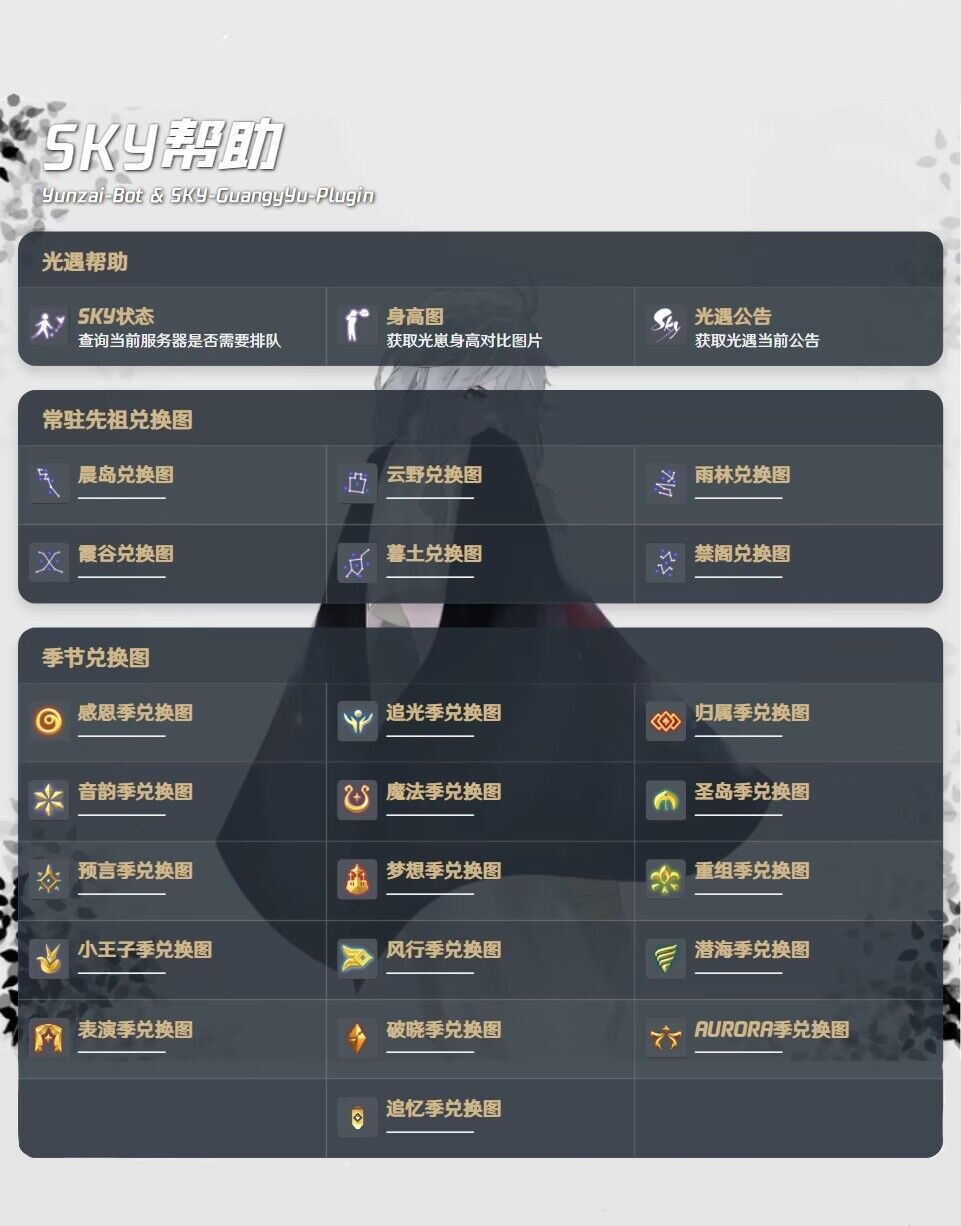 SKY帮助
Yunzai-Bot & SKY-GuangyYu-Plugin
光遇帮助
SKY状态
查询当前服务器是否需要排队
身高图
获取光崽身高对比图片
Sky
光遇公告
获取光遇当前公告
常驻先祖兑换图
晨岛兑换图
云野兑换图
雨林兑换图
霞谷兑换图
暮土兑换图
禁阁兑换图
季节兑换图
感恩季兑换图
追光季兑换图
归属季兑换图
音韵季兑换图
魔法季兑换图
圣岛季兑换图
预言季兑换图
梦想季兑换图
重组季兑换图
小王子季兑换图
风行季兑换图
潜海季兑换图
表演季兑换图
破晓季兑换图
AURORA季兑换图
追忆季兑换图